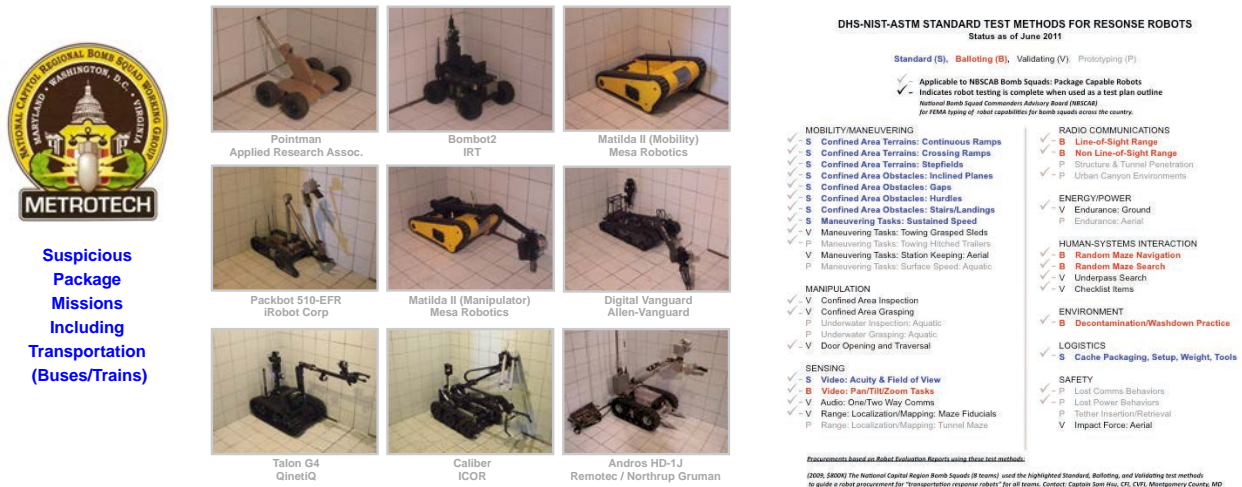 NATIONAL CAPITOL REGIONAL BOMB SQUAD WORKING GROUP
MARYLAND • WASHINGTON, D.C. • VIRGINIA
METROTECH
Suspicious
Package
Missions
Including
Transportation
(Buses/Trains)
Pointman
Applied Research Assoc.
Bombot2
IRT
Matilda II (Mobility)
Mesa Robotics
Packbot 510-EFR
iRobot Corp
Matilda II (Manipulator)
Mesa Robotics
Digital Vanguard
Allen-Vanguard
Talon G4
QinetiQ
Caliber
ICOR
Andros HD-1J
Remotec / Northrup Gruman
DHS-NIST-ASTM STANDARD TEST METHODS FOR RESONSE ROBOTS
Status as of June 2011
Standard (S), Balloting (B), Validating (V) Prototyping (P)
✓ – Applicable to NBSCAB Bomb Squads: Package Capable Robots
✓ – Indicates robot testing is complete when used as a test plan outline
National Bomb Squad Commanders Advisory Board (NBSCAB)
for FEMA typing of robot capabilities for bomb squads across the country.
MOBILITY/MANUEVERING
✓ – S Confined Area Terrains: Continuous Ramps
✓ – S Confined Area Terrains: Crossing Ramps
✓ – S Confined Area Terrains: Stepfields
✓ – S Confined Area Obstacles: Inclined Planes
✓ – S Confined Area Obstacles: Gaps
✓ – S Confined Area Obstacles: Hurdles
✓ – S Confined Area Obstacles: Stairs/Landings
✓ – S Maneuvering Tasks: Sustained Speed
✓ – V Maneuvering Tasks: Towing Grasped Sleds
✓ – P Maneuvering Tasks: Towing Hitched Trailers
V Maneuvering Tasks: Station Keeping: Aerial
P Maneuvering Tasks: Surface Speed: Aquatic
MANIPULATION
✓ – V Confined Area Inspection
✓ – V Confined Area Grasping
P Underwater Inspection: Aquatic
P Underwater Grasping: Aquatic
✓ – V Door Opening and Traversal
SENSING
✓ – S Video: Acuity & Field of View
✓ – B Video: Pan/Tilt/Zoom Tasks
✓ – V Audio: One/Two Way Comms
✓ – V Range: Localization/Mapping: Maze Fiducials
P Range: Localization/Mapping: Tunnel Maze
RADIO COMMUNICATIONS
✓ – B Line-of-Sight Range
✓ – B Non Line-of-Sight Range
P Structure & Tunnel Penetration
✓ – P Urban Canyon Environments
ENERGY/POWER
✓ – V Endurance: Ground
P Endurance: Aerial
HUMAN-SYSTEMS INTERACTION
✓ – B Random Maze Navigation
✓ – B Random Maze Search
✓ – V Underpass Search
✓ – V Checklist Items
ENVIRONMENT
✓ – B Decontamination/Washdown Practice
LOGISTICS
✓ – S Cache Packaging, Setup, Weight, Tools
SAFETY
✓ – P Lost Comms Behaviors
✓ – P Lost Power Behaviors
P Tether Insertion/Retrieval
V Impact Force: Aerial
Procurements based on Robot Evaluation Reports using these test methods:
(2009, $800K) The National Capital Region Bomb Squads (8 teams) used the highlighted Standard, Balloting, and Validating test methods
to guide a robot procurement for "transportation response robots" for all teams. Contact: Captain Sam Hsu, CFI, CVFI, Montgomery County, MD